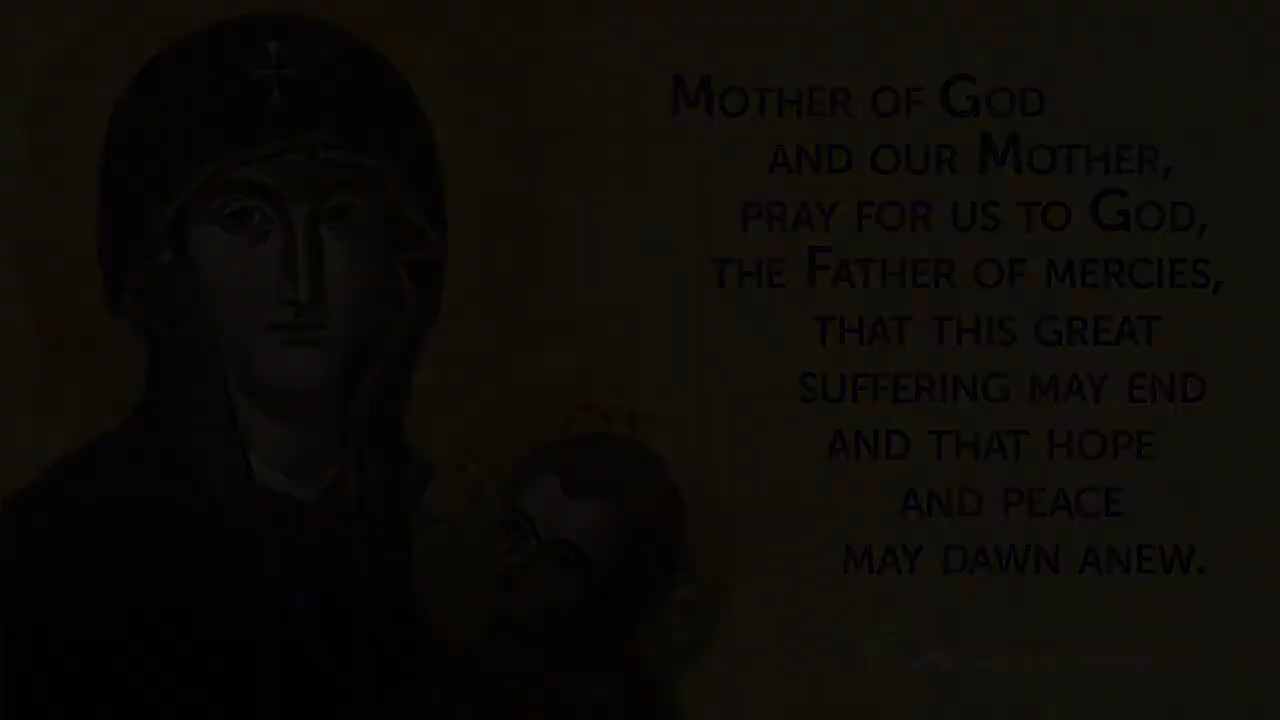 Mother of God
and our Mother,
pray for us to God,
the Father of mercies,
that this great
suffering may end
and that hope
and peace
may dawn anew.